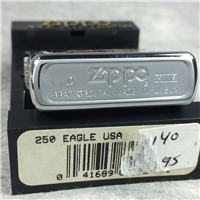 D Zippo XIII
BRADFORD, PA. MADE IN U.S.A.
250 EAGLE USA
140
95
0 41689